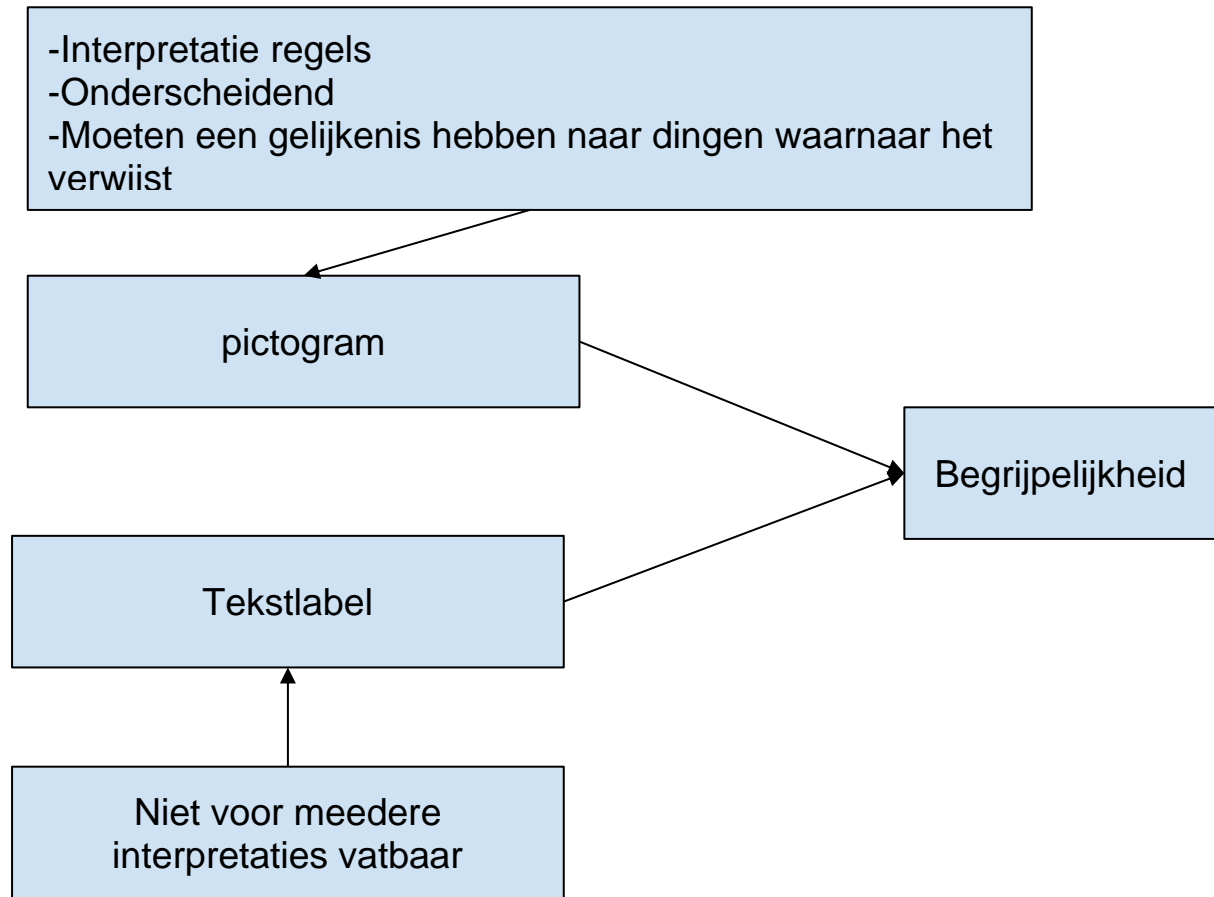 -Interpretatie regels
-Onderscheidend
-Moeten een gelijkenis hebben naar dingen waarnaar het
verwijst
pictogram
Begrijpelijkheid
Tekstlabel
Niet voor meedere
interpretaties vatbaar